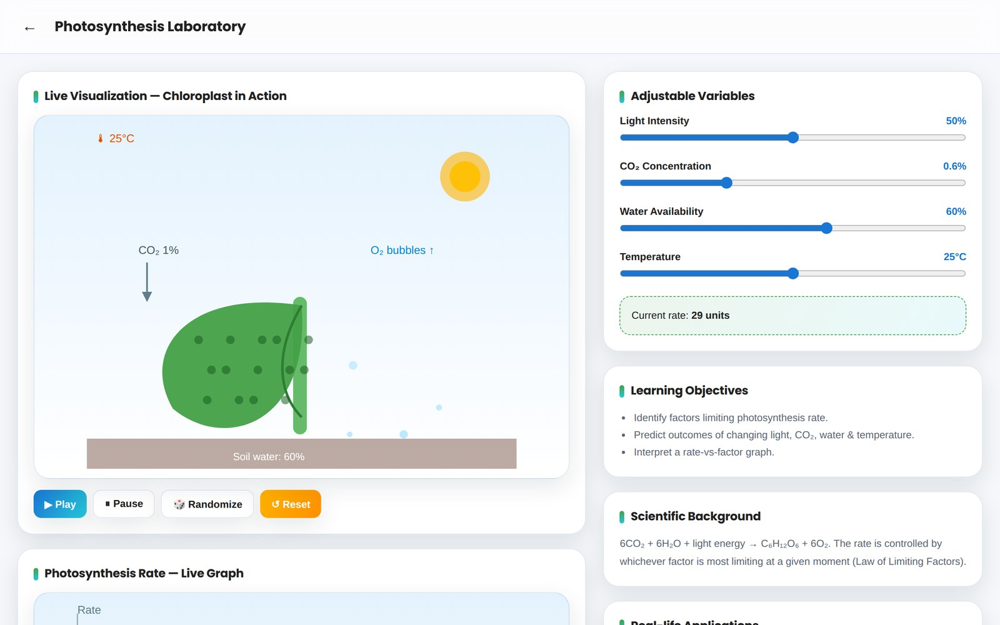 ← Photosynthesis Laboratory
Live Visualization — Chloroplast in Action
🌡 25°C
CO₂ 1%
O₂ bubbles ↑
Soil water: 60%
▶ Play
⏸ Pause
🎲 Randomize
↺ Reset
Photosynthesis Rate — Live Graph
Rate
Adjustable Variables
Light Intensity 50%
CO₂ Concentration 0.6%
Water Availability 60%
Temperature 25°C
Current rate: 29 units
Learning Objectives
• Identify factors limiting photosynthesis rate.
• Predict outcomes of changing light, CO₂, water & temperature.
• Interpret a rate-vs-factor graph.
Scientific Background
6CO₂ + 6H₂O + light energy → C₆H₁₂O₆ + 6O₂. The rate is controlled by
whichever factor is most limiting at a given moment (Law of Limiting Factors).
Real-life Applications